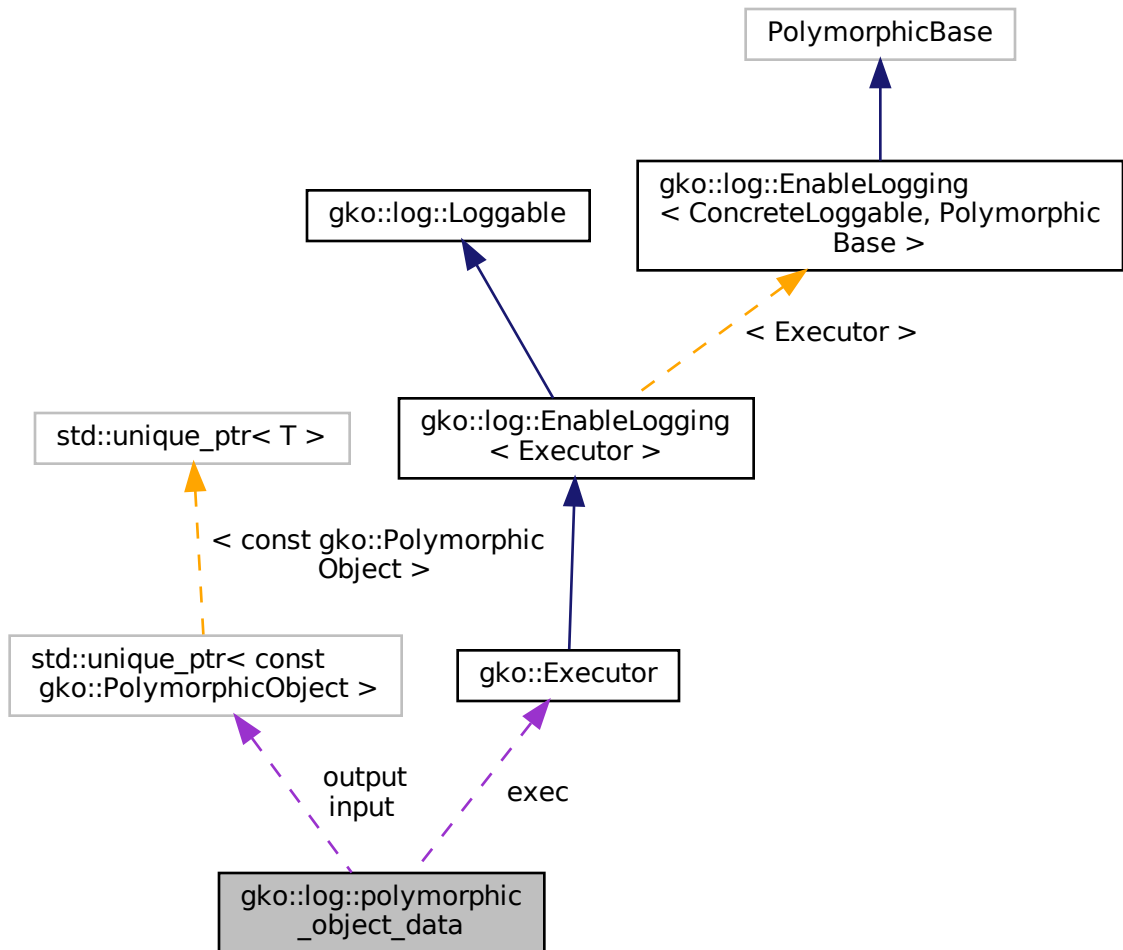 PolymorphicBase
gko::log::EnableLogging
< ConcreteLoggable, Polymorphic
Base >
gko::log::Loggable
< Executor >
gko::log::EnableLogging
< Executor >
std::unique_ptr< T >
< const gko::Polymorphic
Object >
std::unique_ptr< const
gko::PolymorphicObject >
gko::Executor
output
input
exec
gko::log::polymorphic
_object_data